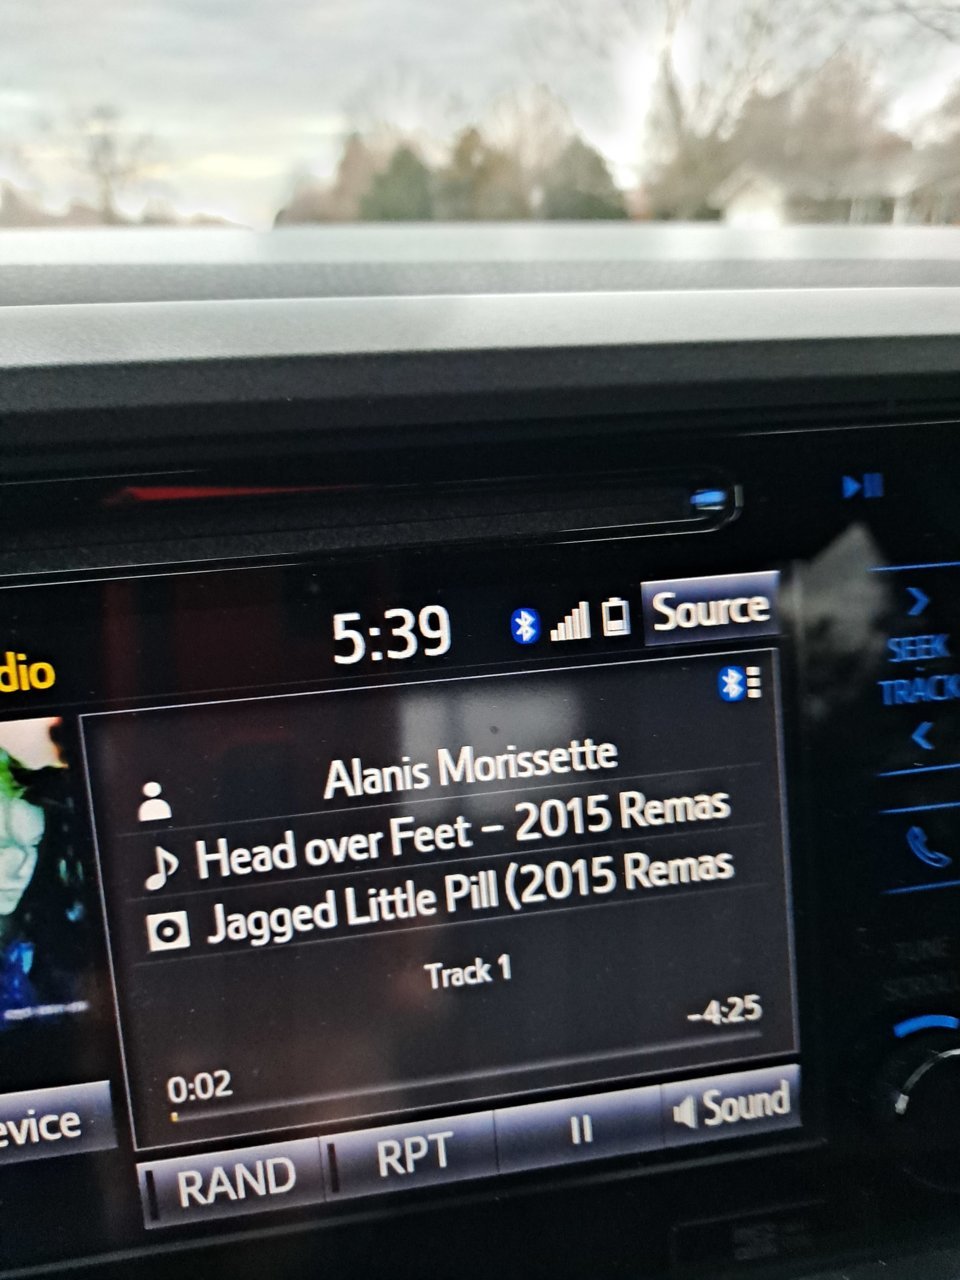 5:39
Source
dio
SEEK
TRACK
Alanis Morissette
Head over Feet – 2015 Remas
Jagged Little Pill (2015 Remas
Track 1
-4:25
0:02
evice
RAND
RPT
Sound
TUNE